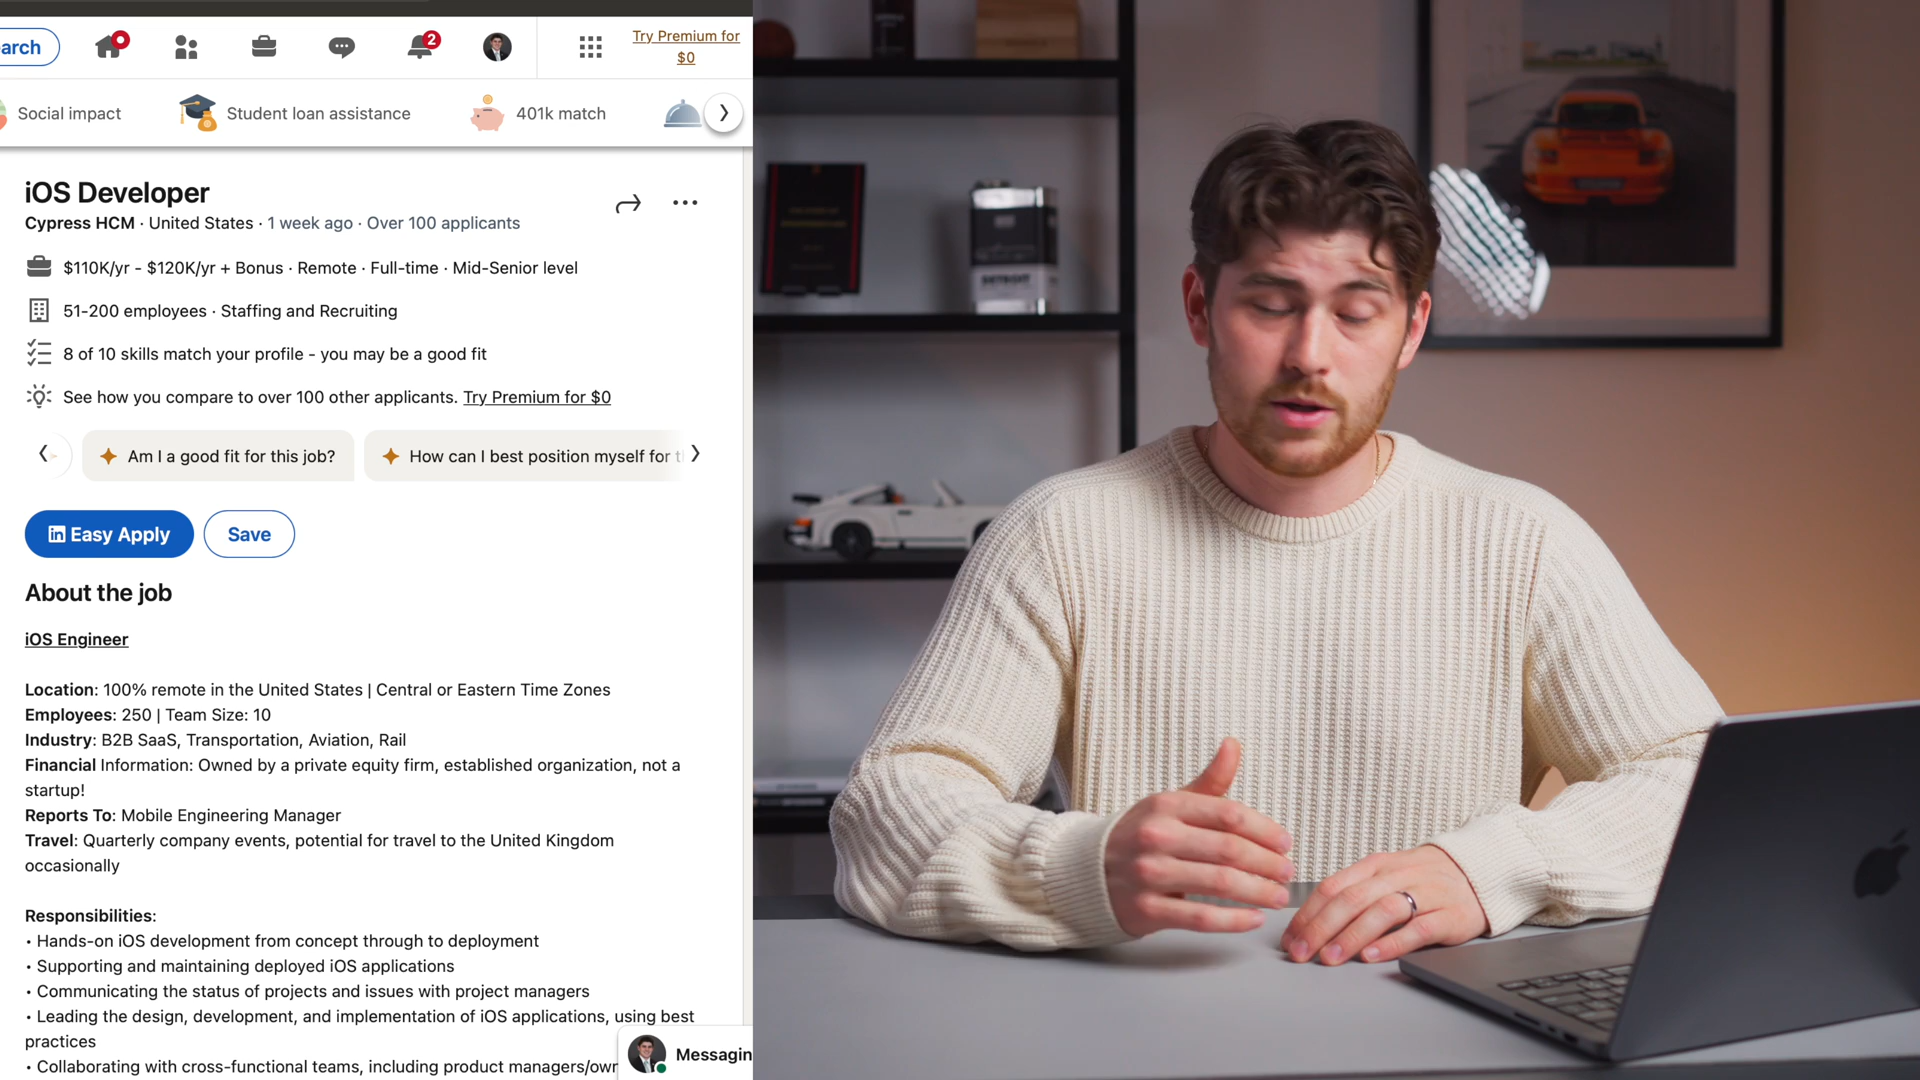 arch
2
Try Premium for
$0
Social impact
Student loan assistance
401k match
iOS Developer
Cypress HCM · United States · 1 week ago · Over 100 applicants
$110K/yr - $120K/yr + Bonus · Remote · Full-time · Mid-Senior level
51-200 employees · Staffing and Recruiting
8 of 10 skills match your profile - you may be a good fit
See how you compare to over 100 other applicants. Try Premium for $0
Am I a good fit for this job?
How can I best position myself for t
in Easy Apply
Save
About the job
iOS Engineer
Location: 100% remote in the United States | Central or Eastern Time Zones
Employees: 250 | Team Size: 10
Industry: B2B SaaS, Transportation, Aviation, Rail
Financial Information: Owned by a private equity firm, established organization, not a
startup!
Reports To: Mobile Engineering Manager
Travel: Quarterly company events, potential for travel to the United Kingdom
occasionally
Responsibilities:
• Hands-on iOS development from concept through to deployment
• Supporting and maintaining deployed iOS applications
• Communicating the status of projects and issues with project managers
• Leading the design, development, and implementation of iOS applications, using best
practices
• Collaborating with cross-functional teams, including product managers/owr
Messagin
DETROIT